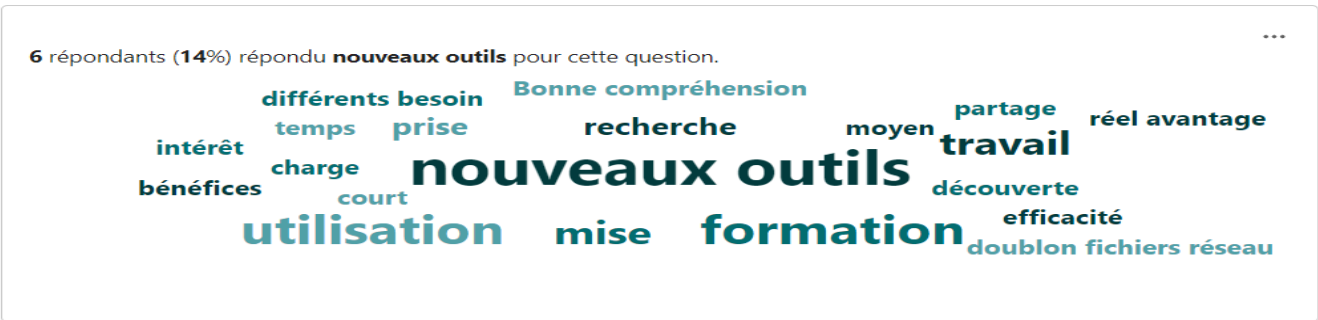 6 répondants (14%) répondu nouveaux outils pour cette question.
différents besoin Bonne compréhension
temps prise recherche moyen partage réel avantage
intérêt charge nouveaux outils travail
bénéfices court découverte
utilisation mise formation efficacité
doublon fichiers réseau